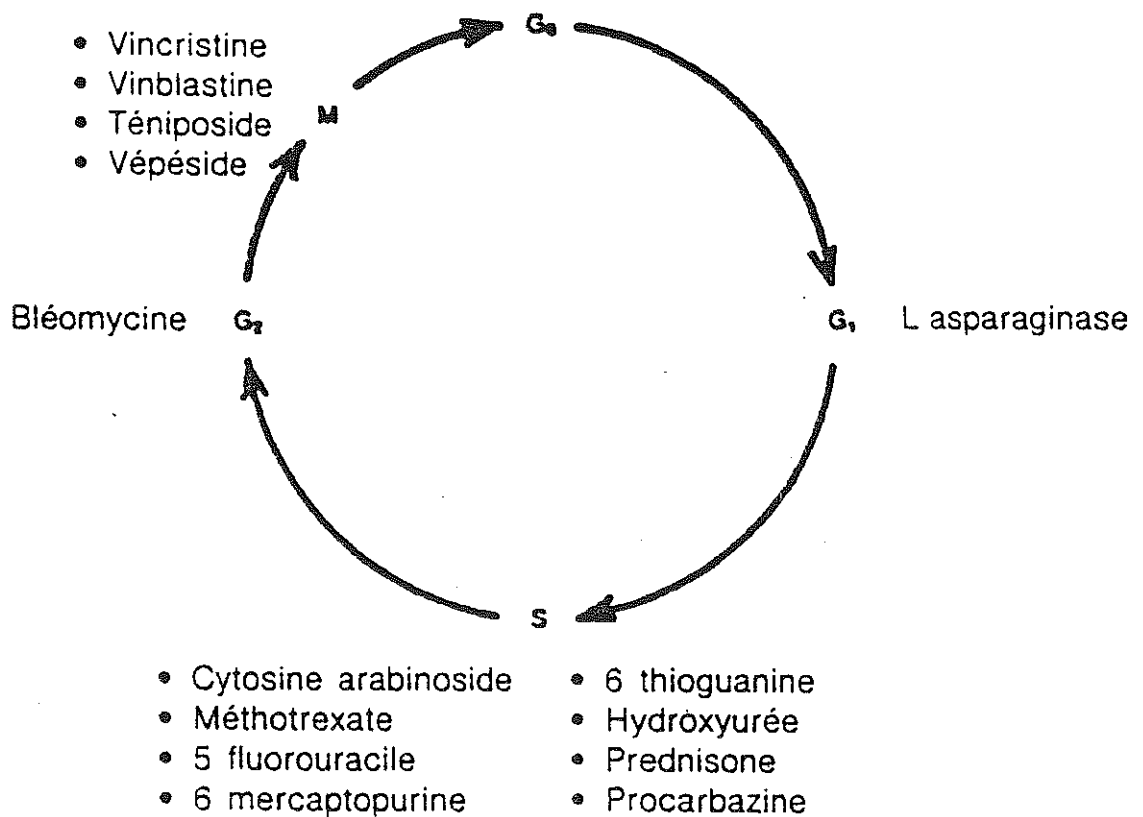 G₀
• Vincristine
• Vinblastine
• Téniposide
• Vépéside
M
Bléomycine G₂
G₁ L asparaginase
S
• Cytosine arabinoside
• Méthotrexate
• 5 fluorouracile
• 6 mercaptopurine
• 6 thioguanine
• Hydroxyurée
• Prednisone
• Procarbazine